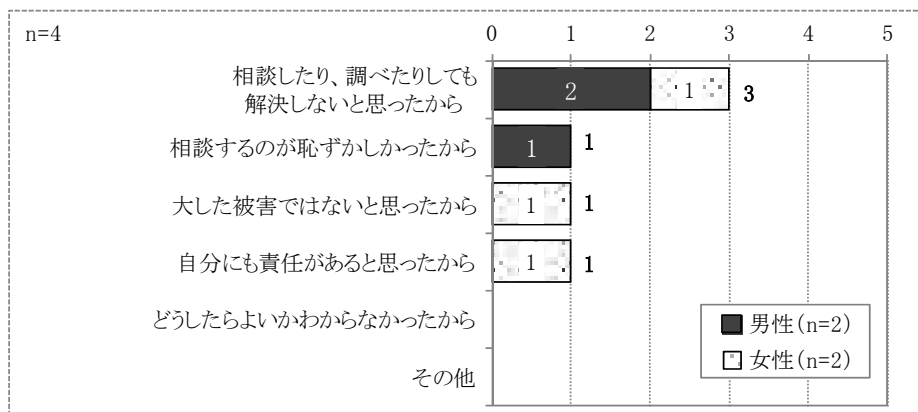 n=4
0 1 2 3 4 5
相談したり、調べたりしても
解決しないと思ったから
2 1 3
相談するのが恥ずかしかったから
1 1
大した被害ではないと思ったから
1 1
自分にも責任があると思ったから
1 1
どうしたらよいかわからなかったから
その他
男性(n=2)
女性(n=2)